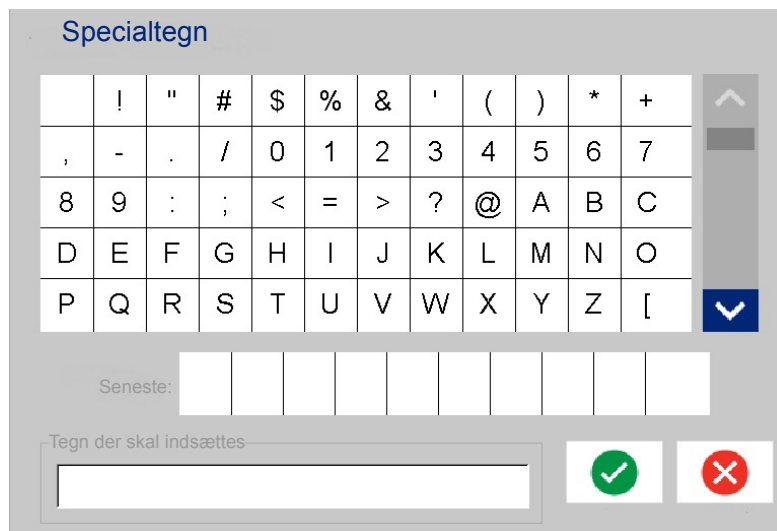 Specialtegn
! " # $ % & ' ( ) * +
, - . / 0 1 2 3 4 5 6 7
8 9 : ; < = > ? @ A B C
D E F G H I J K L M N O
P Q R S T U V W X Y Z [
Seneste:
Tegn der skal indsættes